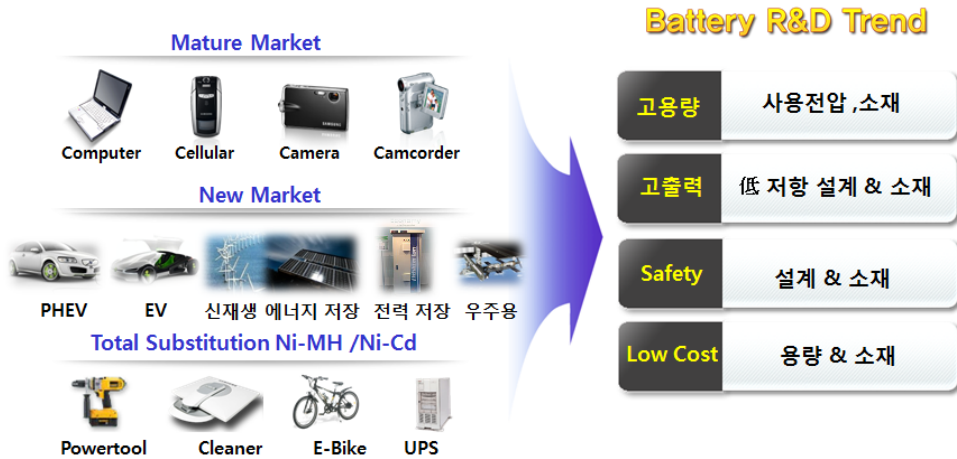 Battery R&D Trend
Mature Market
Computer Cellular Camera Camcorder
New Market
PHEV EV 신재생 에너지 저장 전력 저장 우주용
Total Substitution Ni-MH /Ni-Cd
Powertool Cleaner E-Bike UPS
고용량 사용전압 ,소재
고출력 低 저항 설계 & 소재
Safety 설계 & 소재
Low Cost 용량 & 소재